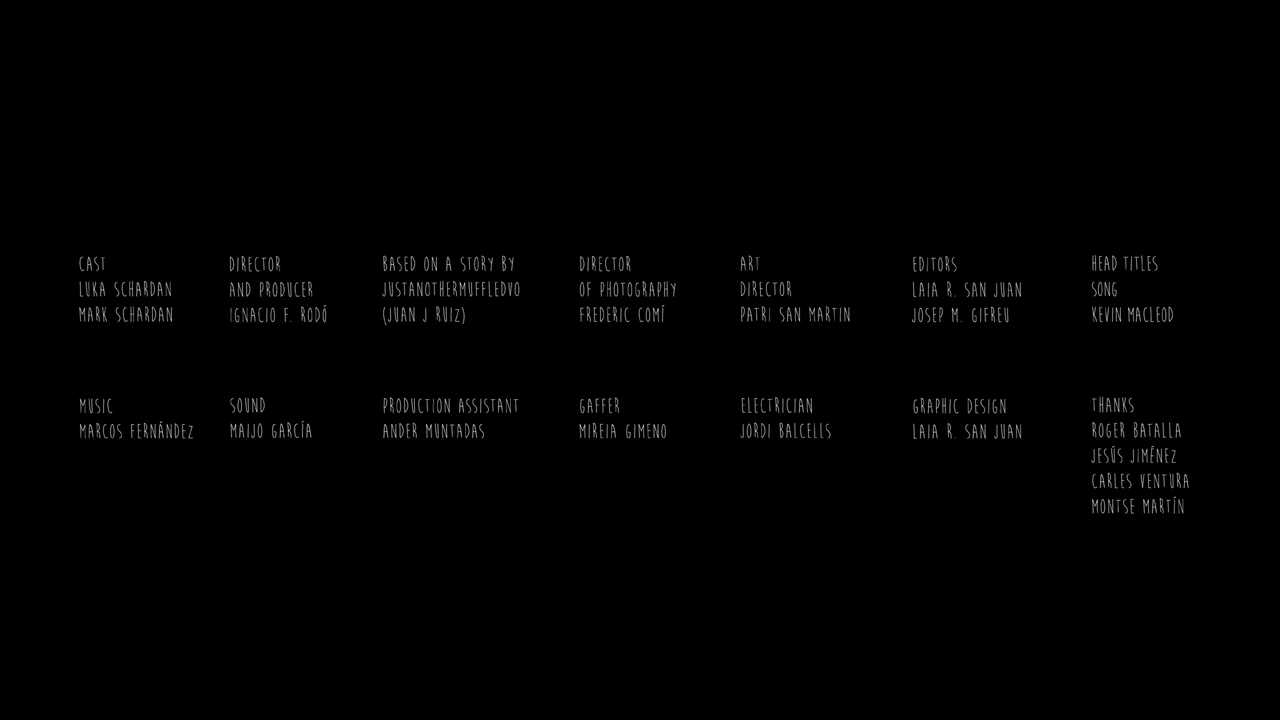 CAST
LUKA SCHARDAN
MARK SCHARDAN
DIRECTOR
AND PRODUCER
IGNACIO F. RODÓ
BASED ON A STORY BY
JUSTANOTHERMUFFLEDVO
(JUAN J RUIZ)
DIRECTOR
OF PHOTOGRAPHY
FREDERIC COMÍ
ART
DIRECTOR
PATRI SAN MARTIN
EDITORS
LAIA R. SAN JUAN
JOSEP M. GIFREU
HEAD TITLES
SONG
KEVIN MACLEOD
MUSIC
MARCOS FERNÁNDEZ
SOUND
MAIJO GARCÍA
PRODUCTION ASSISTANT
ANDER MUNTADAS
GAFFER
MIREIA GIMENO
ELECTRICIAN
JORDI BALCELLS
GRAPHIC DESIGN
LAIA R. SAN JUAN
THANKS
ROGER BATALLA
JESÚS JIMÉNEZ
CARLES VENTURA
MONTSE MARTÍN